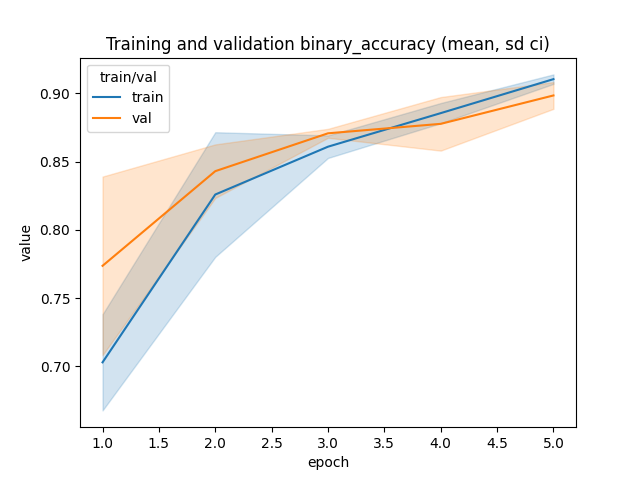 Training and validation binary_accuracy (mean, sd ci)
train/val
train
val
0.90
0.85
0.80
0.75
0.70
value
1.0 1.5 2.0 2.5 3.0 3.5 4.0 4.5 5.0
epoch